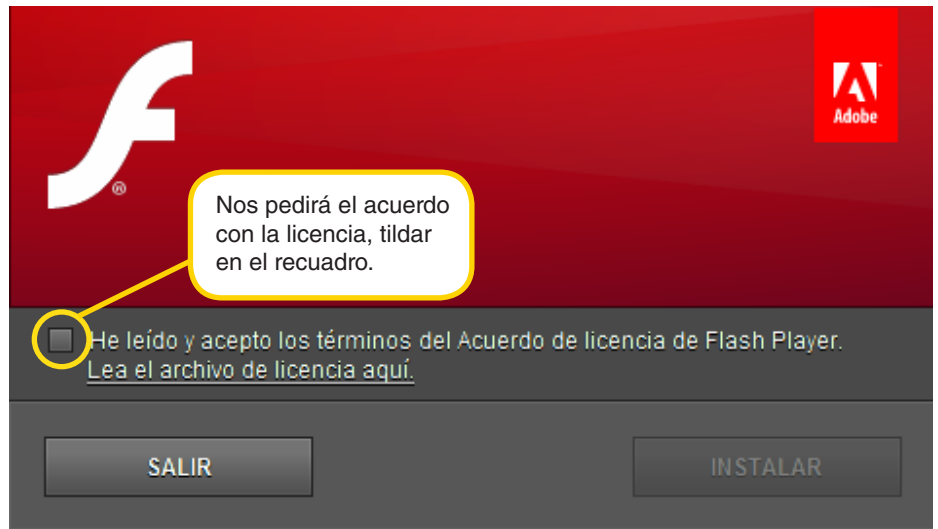 Adobe
Nos pedirá el acuerdo
con la licencia, tildar
en el recuadro.
He leído y acepto los términos del Acuerdo de licencia de Flash Player.
Lea el archivo de licencia aquí.
SALIR
INSTALAR